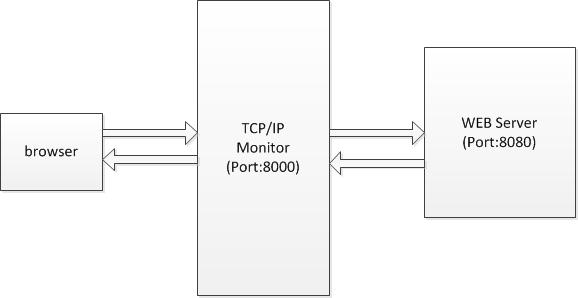 browser
TCP/IP
Monitor
(Port:8000)
WEB Server
(Port:8080)